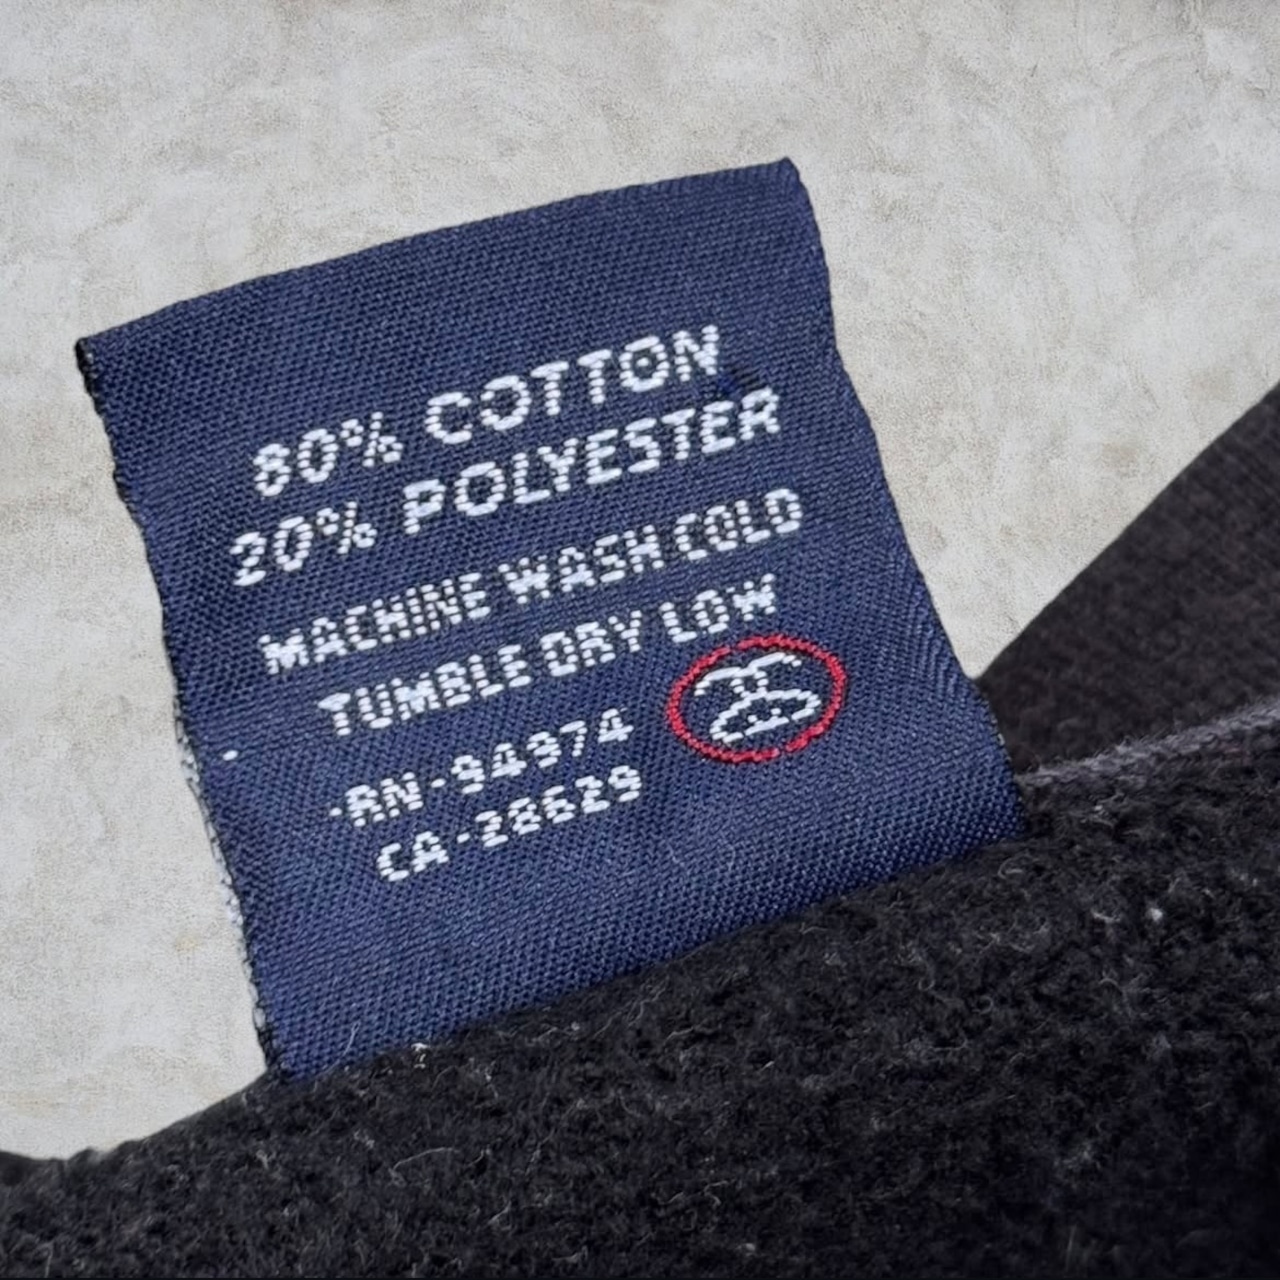 80% COTTON
20% POLYESTER
MACHINE WASH COLD
TUMBLE DRY LOW
-RN-94974
CA-28629